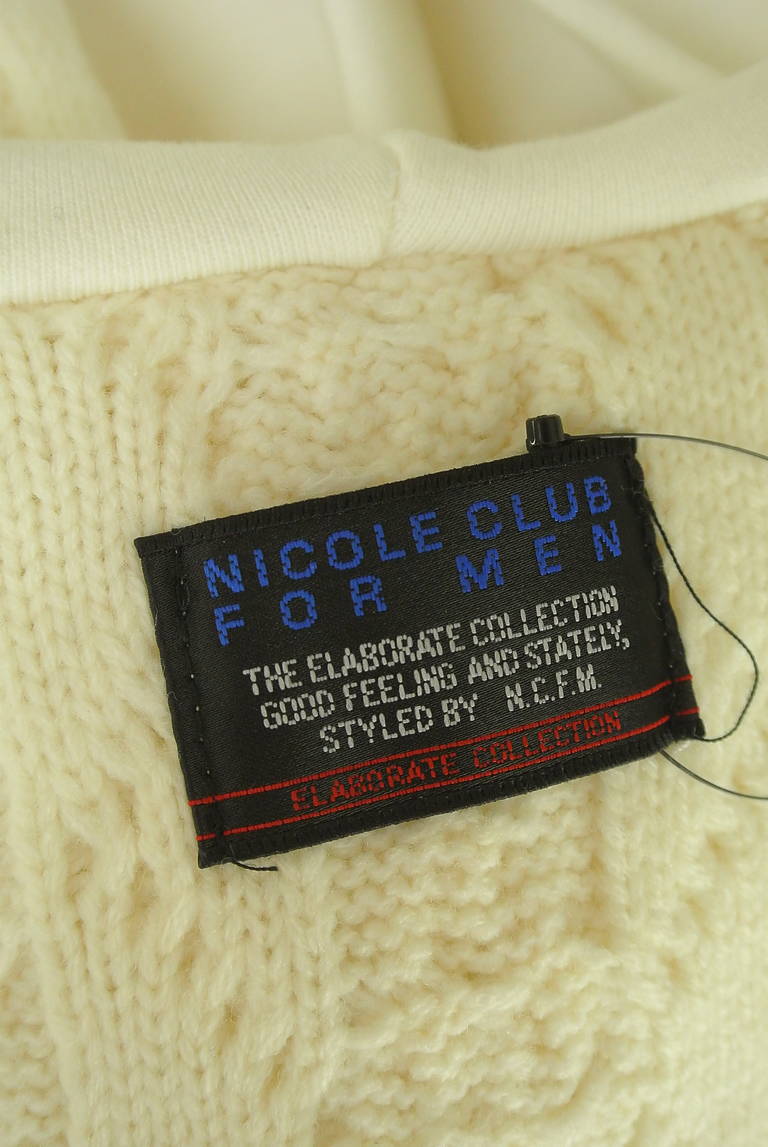 NICOLE CLUB
FOR MEN
THE ELABORATE COLLECTION
GOOD FEELING AND STATELY,
STYLED BY N.C.F.M.
ELABORATE COLLECTION